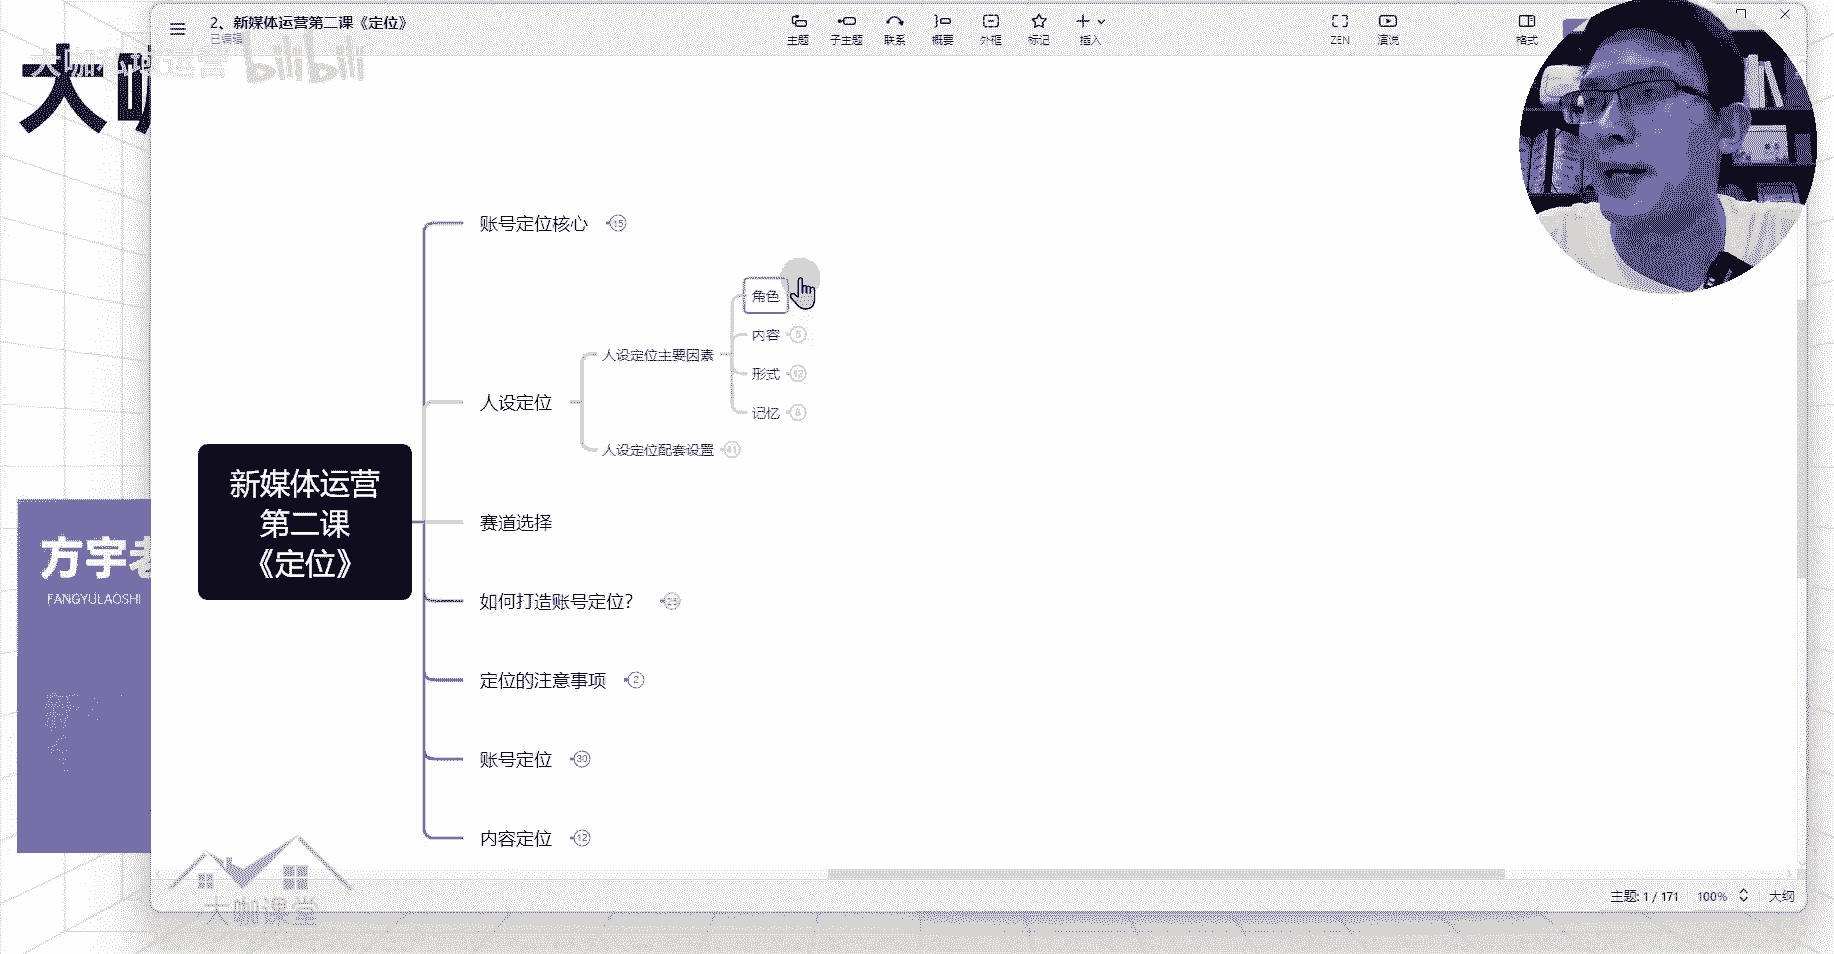 2、新媒体运营第二课《定位》
已编辑
主题
子主题
联系
概要
外框
标记
插入
ZEN
演说
格式
大咖私域运营
bilibili
大咖
账号定位核心
15
角色
内容
5
人设定位主要因素
形式
12
人设定位
记忆
8
人设定位配套设置
41
新媒体运营
第二课
《定位》
赛道选择
方宇老
FANGYULAOSHI
如何打造账号定位?
定位的注意事项
2
账号定位
30
内容定位
12
大咖课堂
主题: 1 / 171
100%
大纲